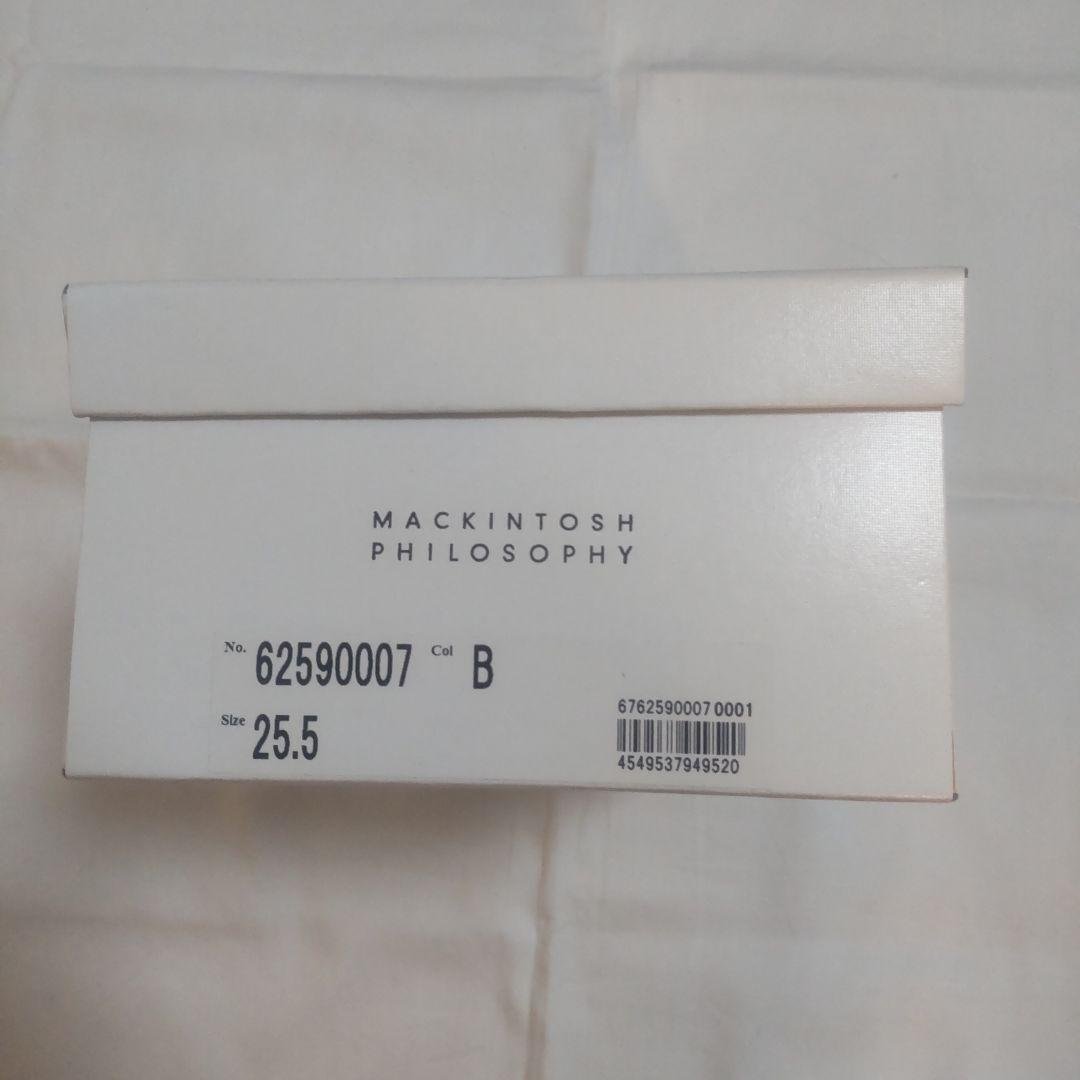 MACKINTOSH
PHILOSOPHY
No. 62590007 Col B
Size 25.5
6762590007 0001
4549537949520